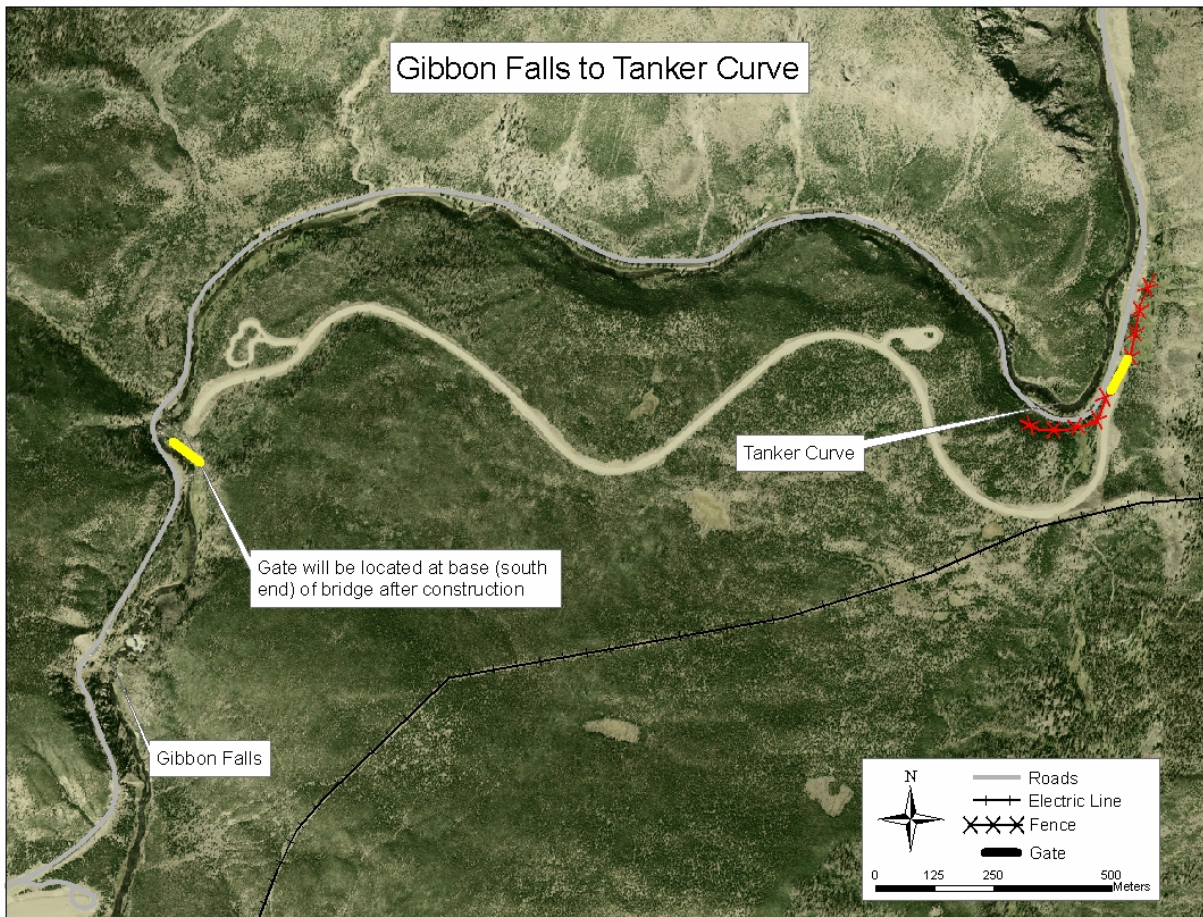 Gibbon Falls to Tanker Curve
Tanker Curve
Gate will be located at base (south
end) of bridge after construction
Gibbon Falls
N
Roads
Electric Line
Fence
Gate
0 125 250 500
Meters